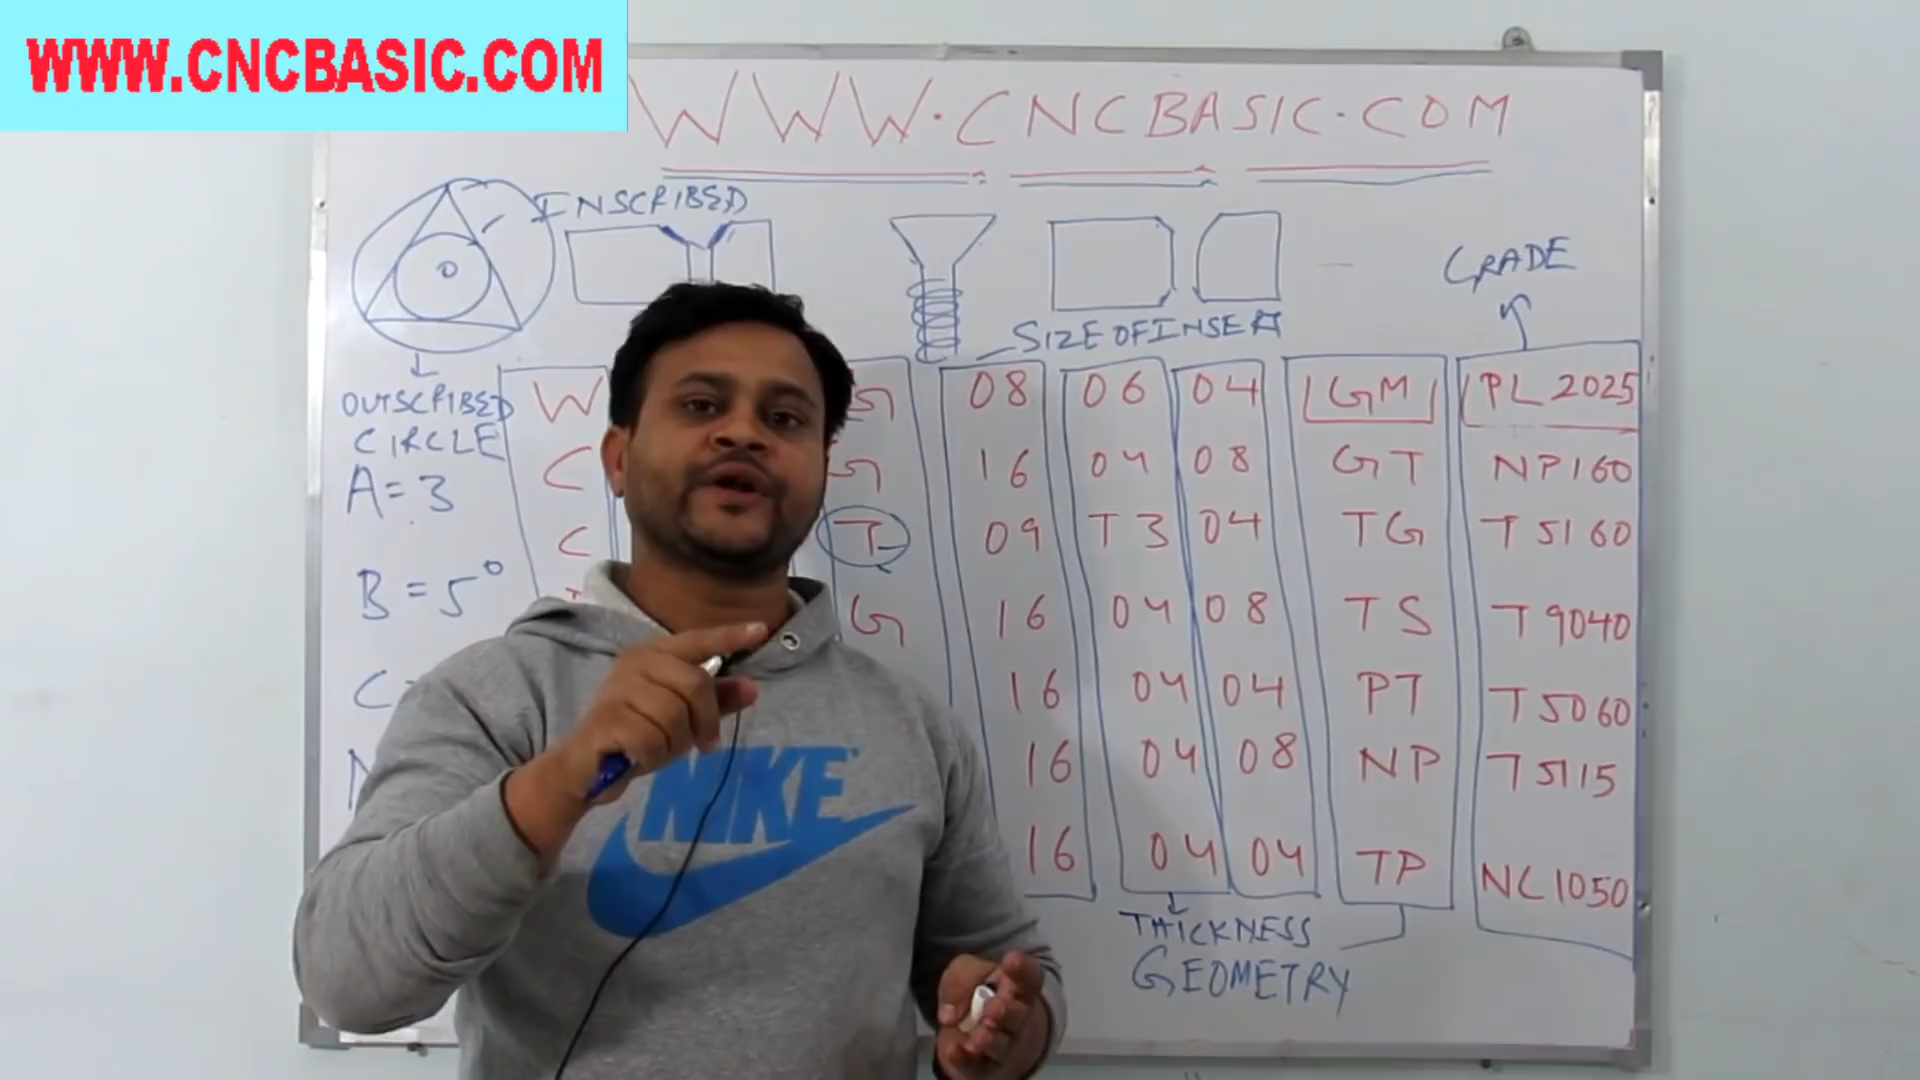 WWW.CNCBASIC.COM
WWW.CNCBASIC.COM
INSCRIBED
GRADE
SIZE OF INSERT
OUTSCRIBED
CIRCLE
A=3
B=5°
C
W G 08 06 04 GM PL2025
C G 16 04 08 GT NP160
C T 09 T3 04 TG T5160
G 16 04 08 TS T9040
16 04 04 PT T5060
16 04 08 NP T5115
16 04 04 TP NC1050
THICKNESS
GEOMETRY
NIKE